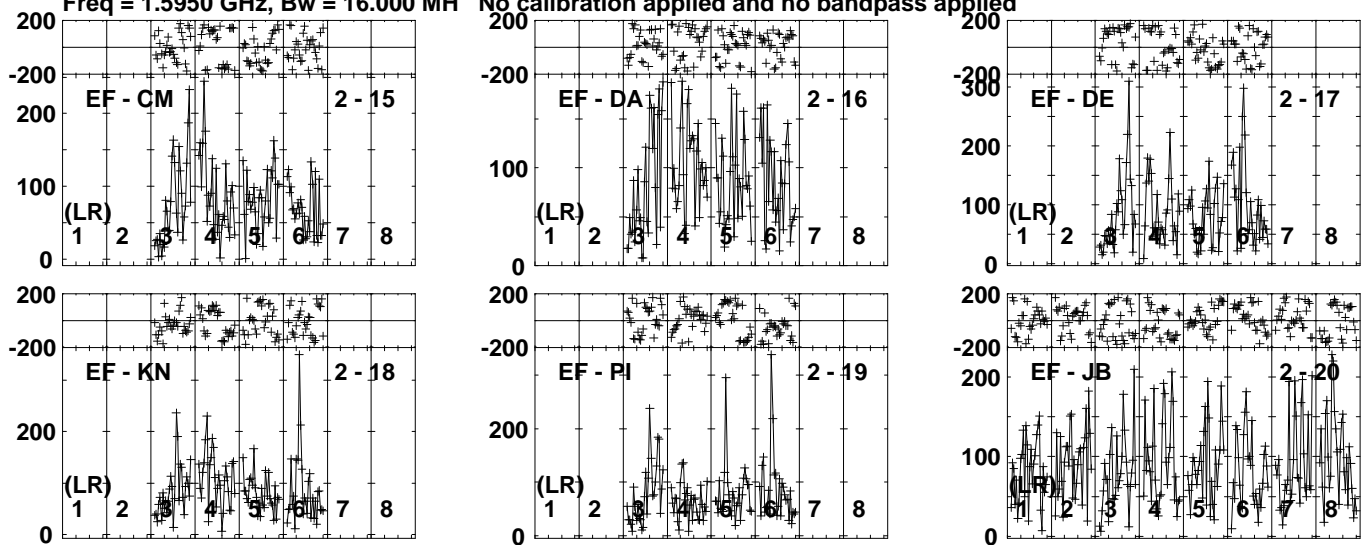 Freq = 1.5950 GHz, Bw = 16.000 MH No calibration applied and no bandpass applied
200
-200
EF - CM 2 - 15
200
100
(LR)
1 2 3 4 5 6 7 8
0
200
-200
EF - DA 2 - 16
100
(LR)
1 2 3 4 5 6 7 8
0
200
-200
300
EF - DE 2 - 17
200
100
(LR)
1 2 3 4 5 6 7 8
0
200
-200
EF - KN 2 - 18
200
(LR)
1 2 3 4 5 6 7 8
0
200
-200
EF - PI 2 - 19
200
(LR)
1 2 3 4 5 6 7 8
0
200
-200
EF - JB 2 - 20
200
100
(LR)
1 2 3 4 5 6 7 8
0